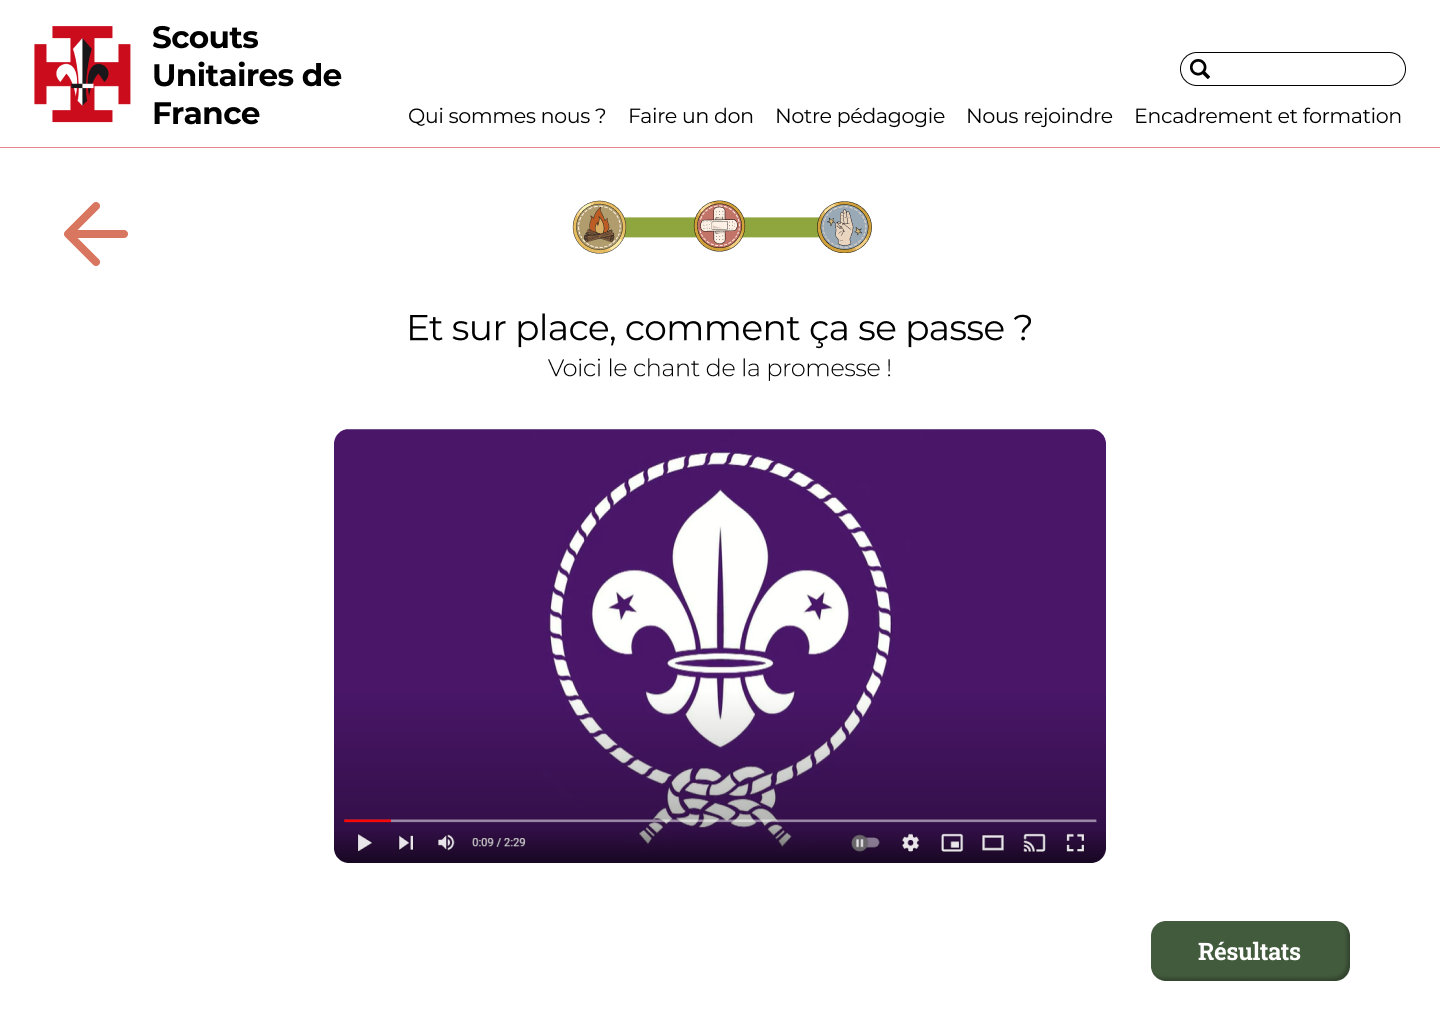 Scouts
Unitaires de
France
Qui sommes nous ? Faire un don Notre pédagogie Nous rejoindre Encadrement et formation
Et sur place, comment ça se passe ?
Voici le chant de la promesse !
0:09 / 2:29
Résultats